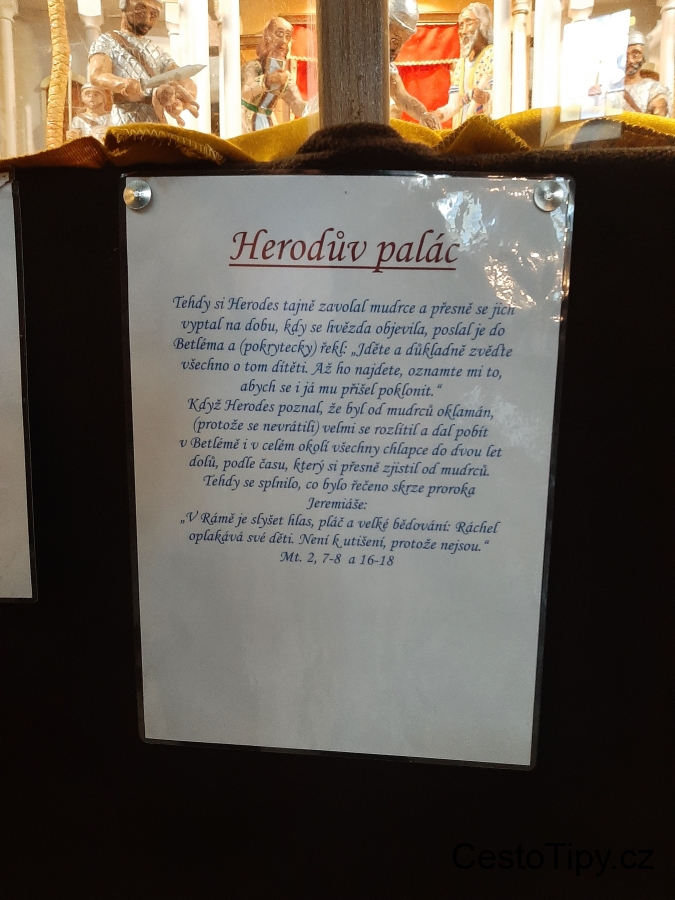 Herodův palác
Tehdy si Herodes tajně zavolal mudrce a přesně se jich
vyptal na dobu, kdy se hvězda objevila, poslal je do
Betléma a (pokrytecky) řekl: „Jděte a důkladně zvěďte
všechno o tom dítěti. Až ho najdete, oznamte mi to,
abych se i já mu přišel poklonit.“
Když Herodes poznal, že byl od mudrců oklamán,
(protože se nevrátili) velmi se rozlítil a dal pobít
v Betlémě i v celém okolí všechny chlapce do dvou let
dolů, podle času, který si přesně zjistil od mudrců.
Tehdy se splnilo, co bylo řečeno skrze proroka
Jeremiáše:
„V Rámě je slyšet hlas, pláč a velké bědování: Ráchel
oplakává své děti. Není k utišení, protože nejsou.“
Mt. 2, 7-8 a 16-18
CestoTipy.cz